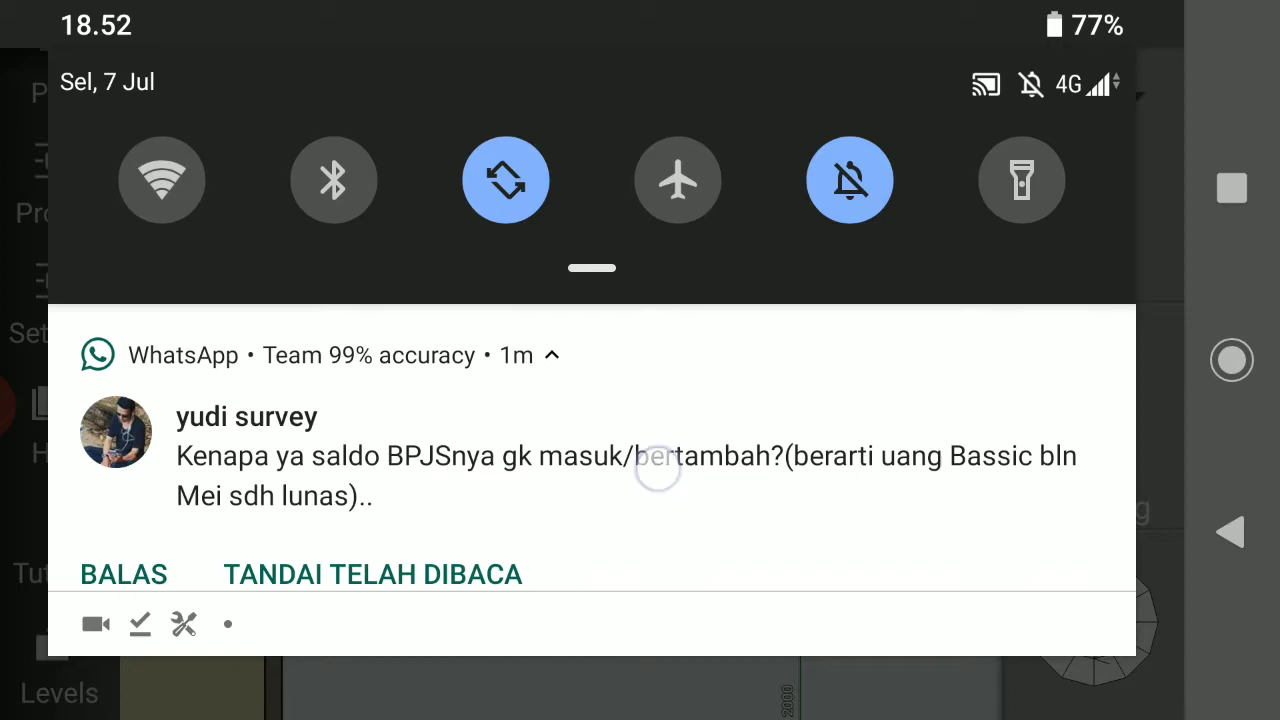 18.52
77%
Sel, 7 Jul
4G
WhatsApp • Team 99% accuracy • 1m
yudi survey
Kenapa ya saldo BPJSnya gk masuk/bertambah?(berarti uang Bassic bln
Mei sdh lunas)..
BALAS
TANDAI TELAH DIBACA
Levels
2000